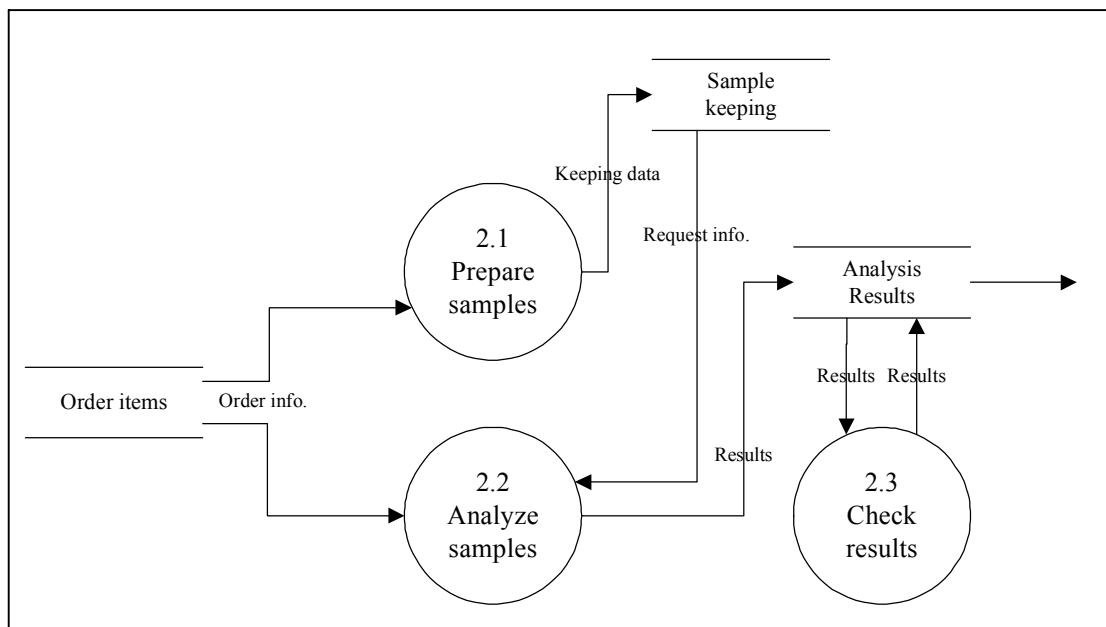 Sample
keeping
Keeping data
2.1
Prepare
samples
Request info.
Analysis
Results
Order items
Order info.
Results
Results
Results
2.2
Analyze
samples
2.3
Check
results